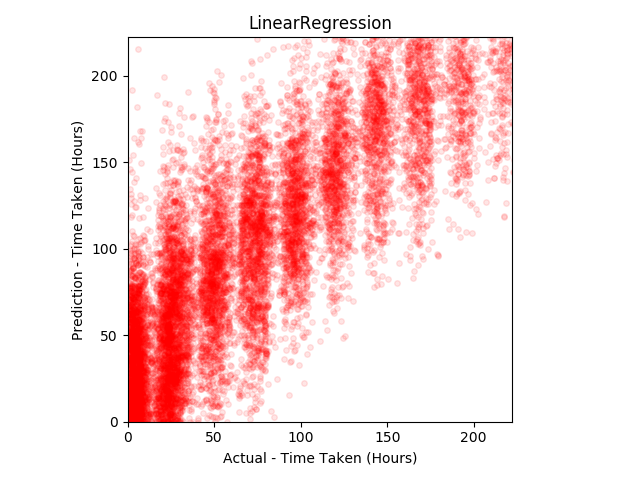 LinearRegression
Prediction - Time Taken (Hours)
200
150
100
50
0
0 50 100 150 200
Actual - Time Taken (Hours)